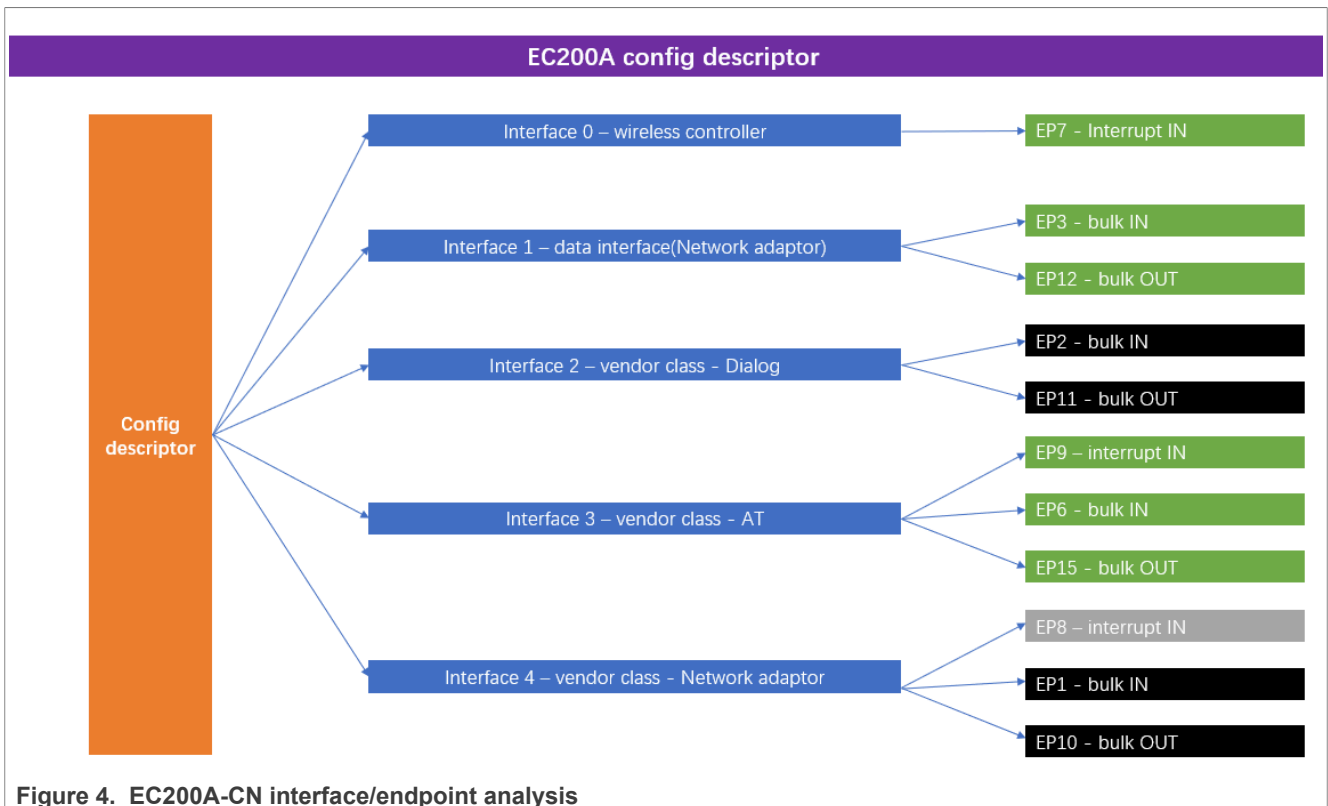 EC200A config descriptor
Interface 0 – wireless controller
EP7 - Interrupt IN
Interface 1 – data interface(Network adaptor)
EP3 - bulk IN
EP12 - bulk OUT
Interface 2 – vendor class - Dialog
EP2 - bulk IN
EP11 - bulk OUT
Config
descriptor
Interface 3 – vendor class - AT
EP9 – interrupt IN
EP6 - bulk IN
EP15 - bulk OUT
Interface 4 – vendor class - Network adaptor
EP8 – interrupt IN
EP1 - bulk IN
EP10 - bulk OUT
Figure 4. EC200A-CN interface/endpoint analysis